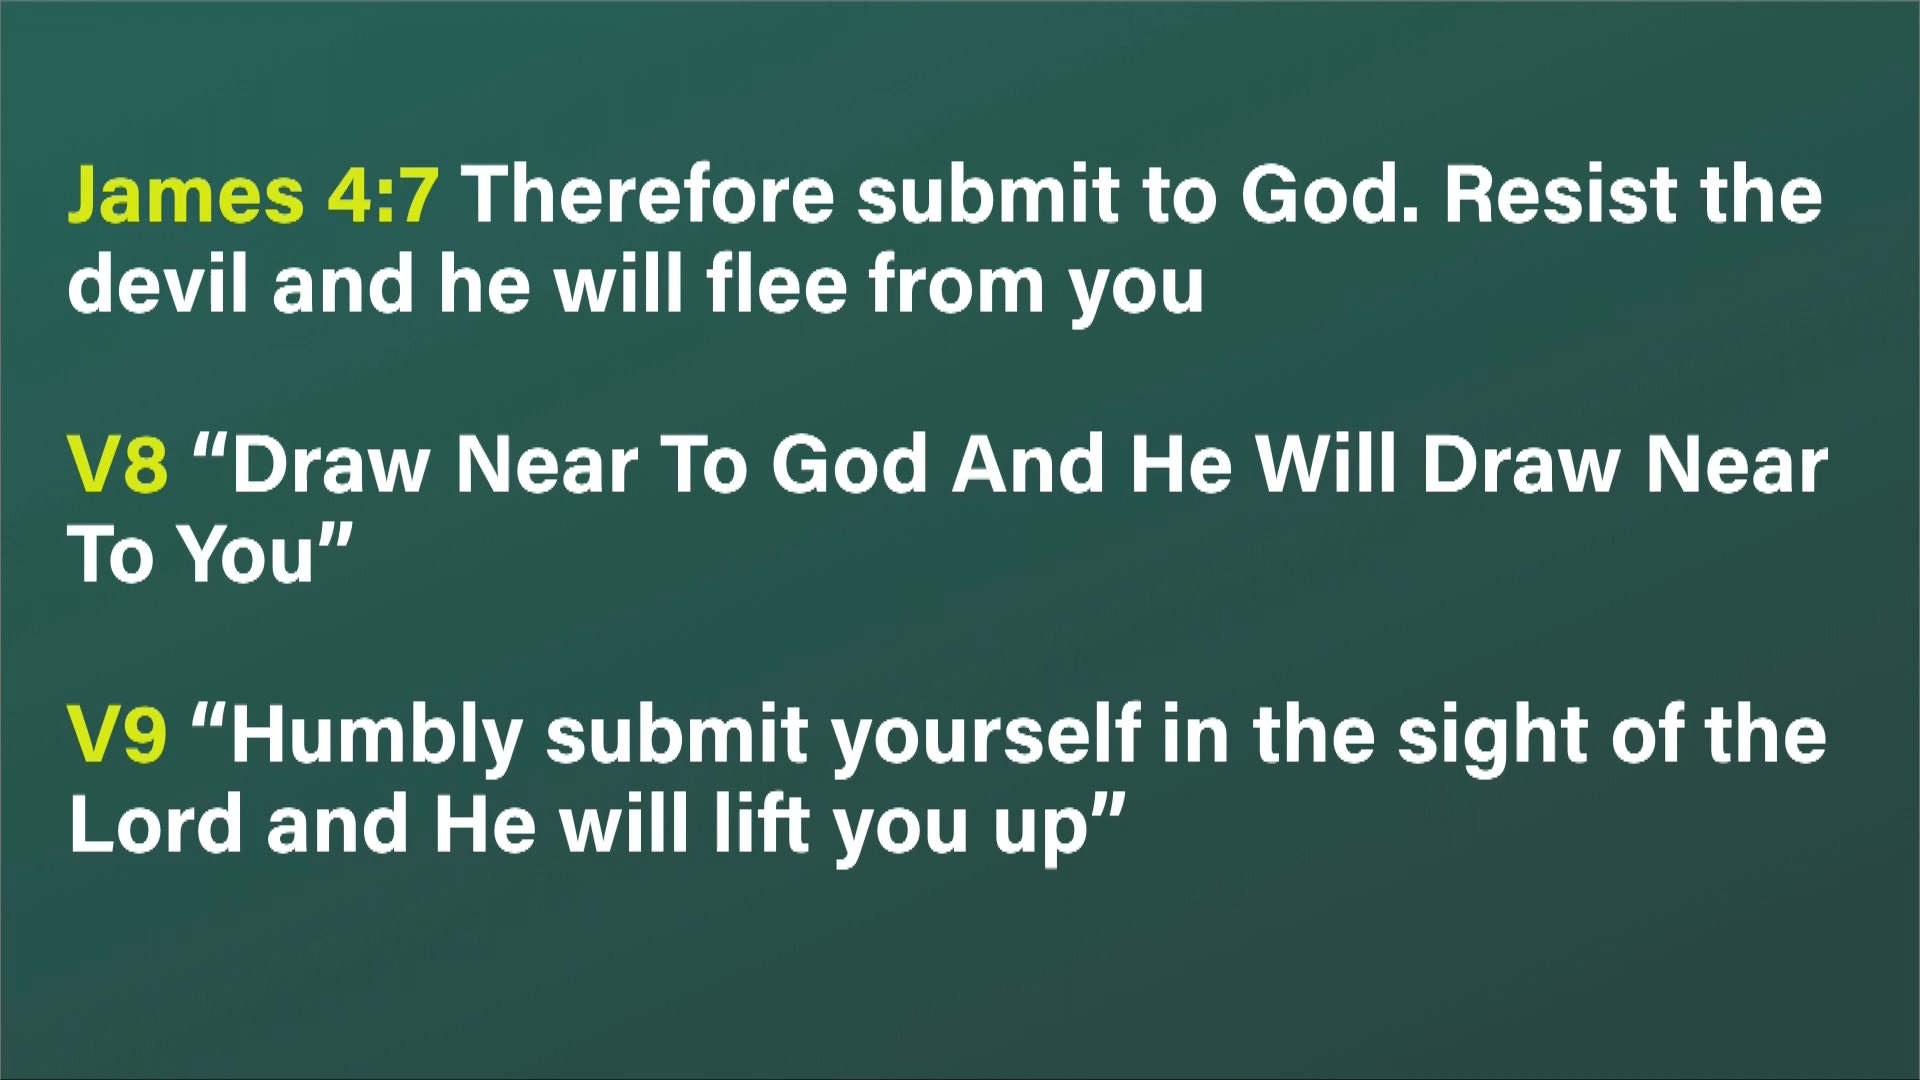 James 4:7 Therefore submit to God. Resist the
devil and he will flee from you
V8 “Draw Near To God And He Will Draw Near
To You”
V9 “Humbly submit yourself in the sight of the
Lord and He will lift you up”